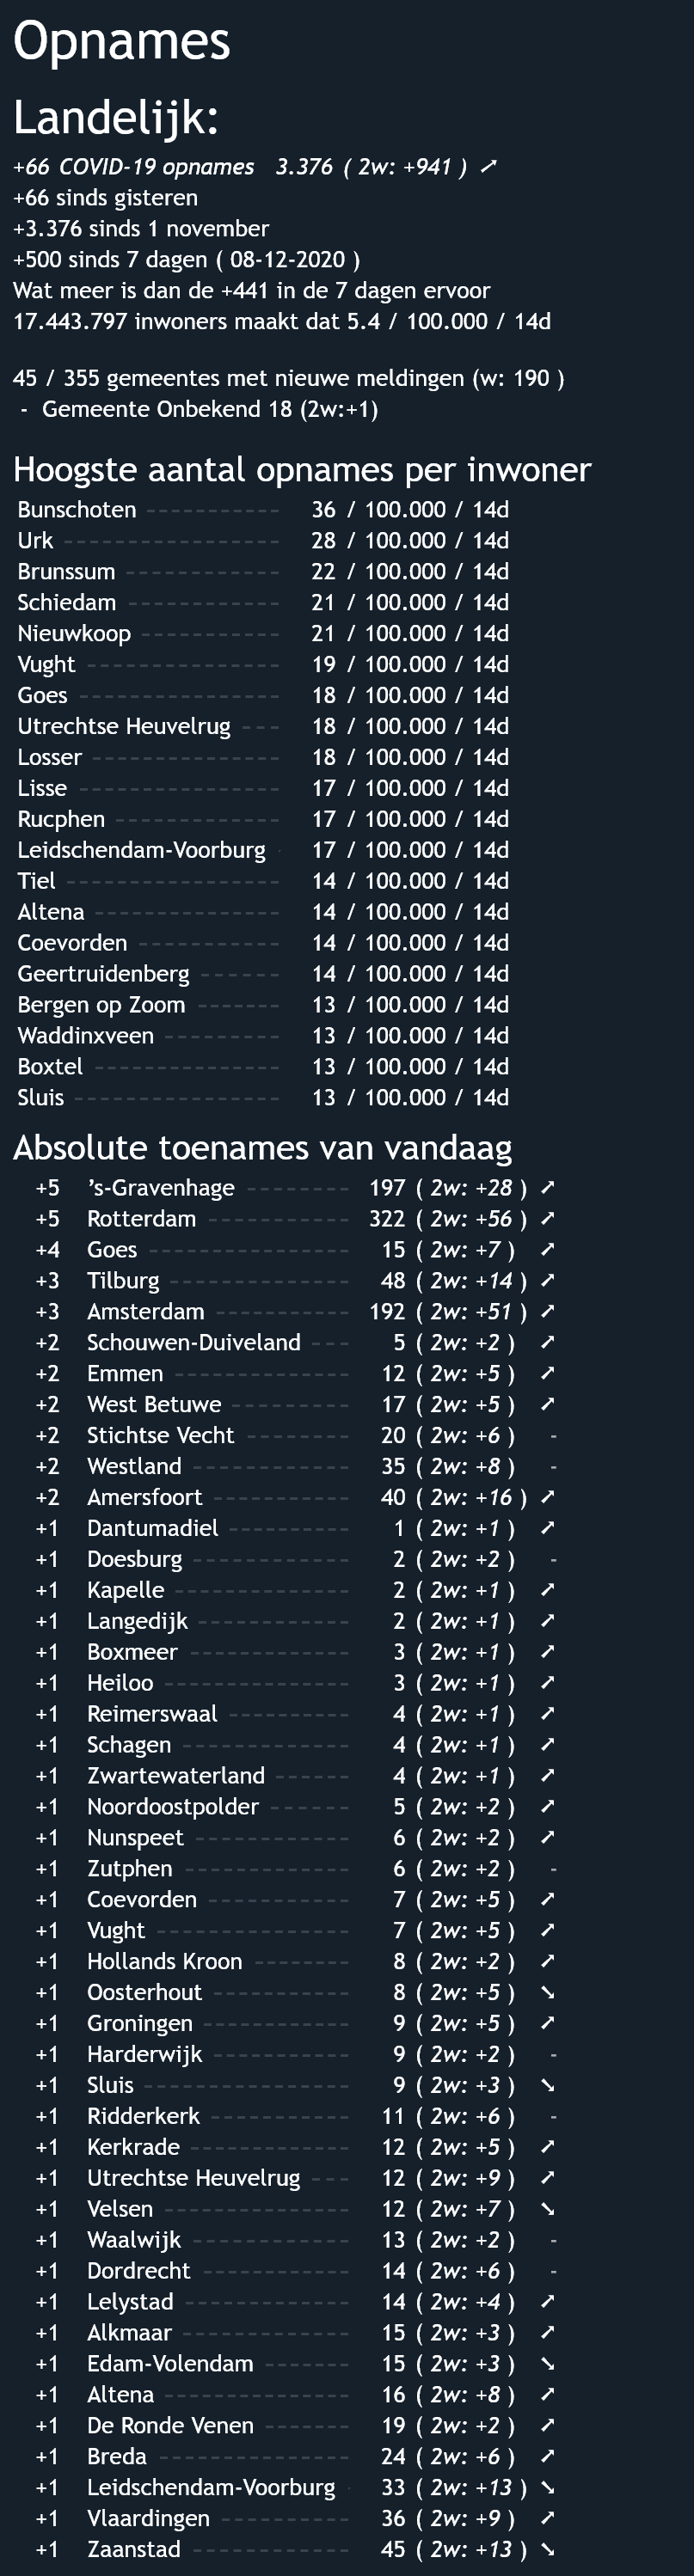 Opnames
Landelijk:
+66 COVID-19 opnames 3.376 ( 2w: +941 ) ➚
+66 sinds gisteren
+3.376 sinds 1 november
+500 sinds 7 dagen ( 08-12-2020 )
Wat meer is dan de +441 in de 7 dagen ervoor
17.443.797 inwoners maakt dat 5.4 / 100.000 / 14d
45 / 355 gemeentes met nieuwe meldingen (w: 190 )
- Gemeente Onbekend 18 (2w:+1)
Hoogste aantal opnames per inwoner
Bunschoten ----------- 36 / 100.000 / 14d
Urk ------------------ 28 / 100.000 / 14d
Brunssum ------------- 22 / 100.000 / 14d
Schiedam ------------- 21 / 100.000 / 14d
Nieuwkoop ------------ 21 / 100.000 / 14d
Vught ---------------- 19 / 100.000 / 14d
Goes ----------------- 18 / 100.000 / 14d
Utrechtse Heuvelrug --- 18 / 100.000 / 14d
Losser --------------- 18 / 100.000 / 14d
Lisse ---------------- 17 / 100.000 / 14d
Rucphen -------------- 17 / 100.000 / 14d
Leidschendam-Voorburg - 17 / 100.000 / 14d
Tiel ----------------- 14 / 100.000 / 14d
Altena --------------- 14 / 100.000 / 14d
Coevorden ------------ 14 / 100.000 / 14d
Geertruidenberg ------ 14 / 100.000 / 14d
Bergen op Zoom ------- 13 / 100.000 / 14d
Waddinxveen ---------- 13 / 100.000 / 14d
Boxtel --------------- 13 / 100.000 / 14d
Sluis ---------------- 13 / 100.000 / 14d
Absolute toenames van vandaag
+5 ’s-Gravenhage -------- 197 ( 2w: +28 ) ➚
+5 Rotterdam ------------ 322 ( 2w: +56 ) ➚
+4 Goes ----------------- 15 ( 2w: +7 ) ➚
+3 Tilburg -------------- 48 ( 2w: +14 ) ➚
+3 Amsterdam ------------ 192 ( 2w: +51 ) ➚
+2 Schouwen-Duiveland --- 5 ( 2w: +2 ) ➚
+2 Emmen ---------------- 12 ( 2w: +5 ) ➚
+2 West Betuwe ---------- 17 ( 2w: +5 ) ➚
+2 Stichtse Vecht -------- 20 ( 2w: +6 ) -
+2 Westland ------------- 35 ( 2w: +8 ) -
+2 Amersfoort ----------- 40 ( 2w: +16 ) ➚
+1 Dantumadiel ---------- 1 ( 2w: +1 ) ➚
+1 Doesburg ------------- 2 ( 2w: +2 ) -
+1 Kapelle -------------- 2 ( 2w: +1 ) ➚
+1 Langedijk ------------ 2 ( 2w: +1 ) ➚
+1 Boxmeer -------------- 3 ( 2w: +1 ) ➚
+1 Heiloo --------------- 3 ( 2w: +1 ) ➚
+1 Reimerswaal ---------- 4 ( 2w: +1 ) ➚
+1 Schagen -------------- 4 ( 2w: +1 ) ➚
+1 Zwartewaterland ------ 4 ( 2w: +1 ) ➚
+1 Noordoostpolder ------ 5 ( 2w: +2 ) ➚
+1 Nunspeet ------------- 6 ( 2w: +2 ) ➚
+1 Zutphen -------------- 6 ( 2w: +2 ) -
+1 Coevorden ------------ 7 ( 2w: +5 ) ➚
+1 Vught ---------------- 7 ( 2w: +5 ) ➚
+1 Hollands Kroon ------- 8 ( 2w: +2 ) ➚
+1 Oosterhout ----------- 8 ( 2w: +5 ) ➘
+1 Groningen ------------ 9 ( 2w: +5 ) ➚
+1 Harderwijk ----------- 9 ( 2w: +2 ) -
+1 Sluis ---------------- 9 ( 2w: +3 ) ➘
+1 Ridderkerk ----------- 11 ( 2w: +6 ) -
+1 Kerkrade ------------- 12 ( 2w: +5 ) ➚
+1 Utrechtse Heuvelrug --- 12 ( 2w: +9 ) ➚
+1 Velsen --------------- 12 ( 2w: +7 ) ➘
+1 Waalwijk ------------- 13 ( 2w: +2 ) -
+1 Dordrecht ------------ 14 ( 2w: +6 ) -
+1 Lelystad ------------- 14 ( 2w: +4 ) ➚
+1 Alkmaar -------------- 15 ( 2w: +3 ) ➚
+1 Edam-Volendam -------- 15 ( 2w: +3 ) ➘
+1 Altena --------------- 16 ( 2w: +8 ) ➚
+1 De Ronde Venen ------- 19 ( 2w: +2 ) ➚
+1 Breda ---------------- 24 ( 2w: +6 ) ➚
+1 Leidschendam-Voorburg - 33 ( 2w: +13 ) ➘
+1 Vlaardingen ---------- 36 ( 2w: +9 ) ➚
+1 Zaanstad ------------- 45 ( 2w: +13 ) ➘